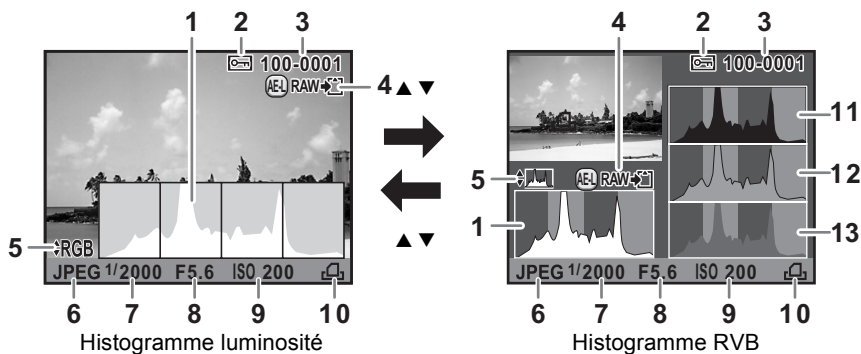 1 2 3
100-0001
AE-L RAW
4
RGB
5
JPEG 1/2000 F5.6 ISO 200
6 7 8 9 10
Histogramme luminosité
4 2 3
100-0001
11
12
13
5
AE-L RAW
1
JPEG 1/2000 F5.6 ISO 200
6 7 8 9 10
Histogramme RVB